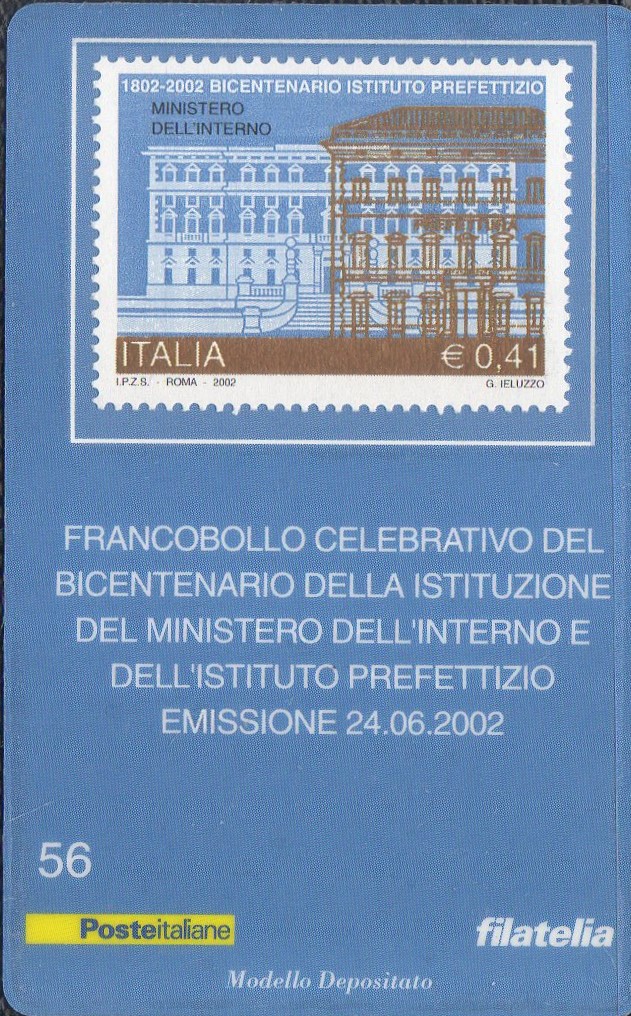 1802-2002 BICENTENARIO ISTITUTO PREFETTIZIO
MINISTERO
DELL'INTERNO
PREFETTURA
ITALIA € 0,41
I.P.Z.S. - ROMA - 2002 G. IELUZZO
FRANCOBOLLO CELEBRATIVO DEL
BICENTENARIO DELLA ISTITUZIONE
DEL MINISTERO DELL'INTERNO E
DELL'ISTITUTO PREFETTIZIO
EMISSIONE 24.06.2002
56
Posteitaliane
filatelia
Modello Depositato